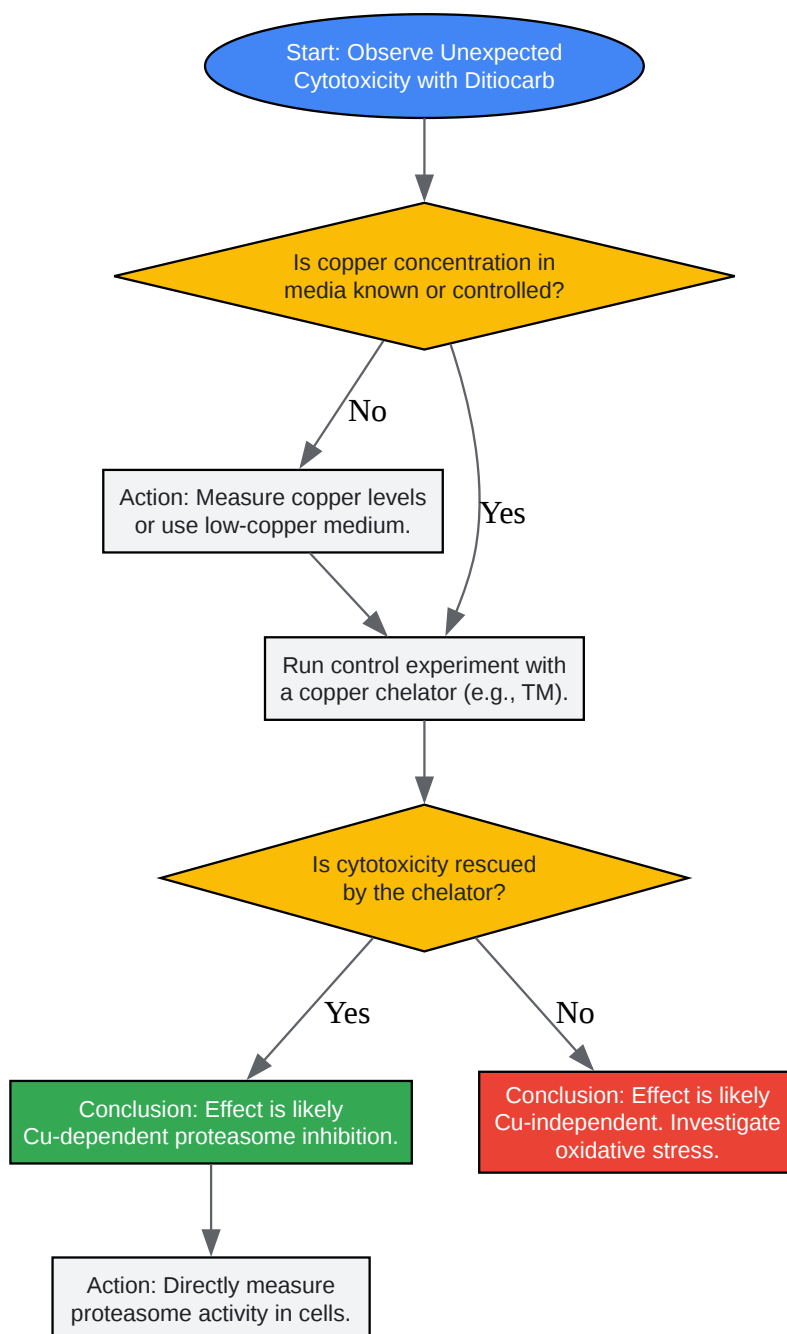 Start: Observe Unexpected
Cytotoxicity with Ditiocarb
Is copper concentration in
media known or controlled?
No
Action: Measure copper levels
or use low-copper medium.
Yes
Run control experiment with
a copper chelator (e.g., TM).
Is cytotoxicity rescued
by the chelator?
Yes
No
Conclusion: Effect is likely
Cu-dependent proteasome inhibition.
Conclusion: Effect is likely
Cu-independent. Investigate
oxidative stress.
Action: Directly measure
proteasome activity in cells.